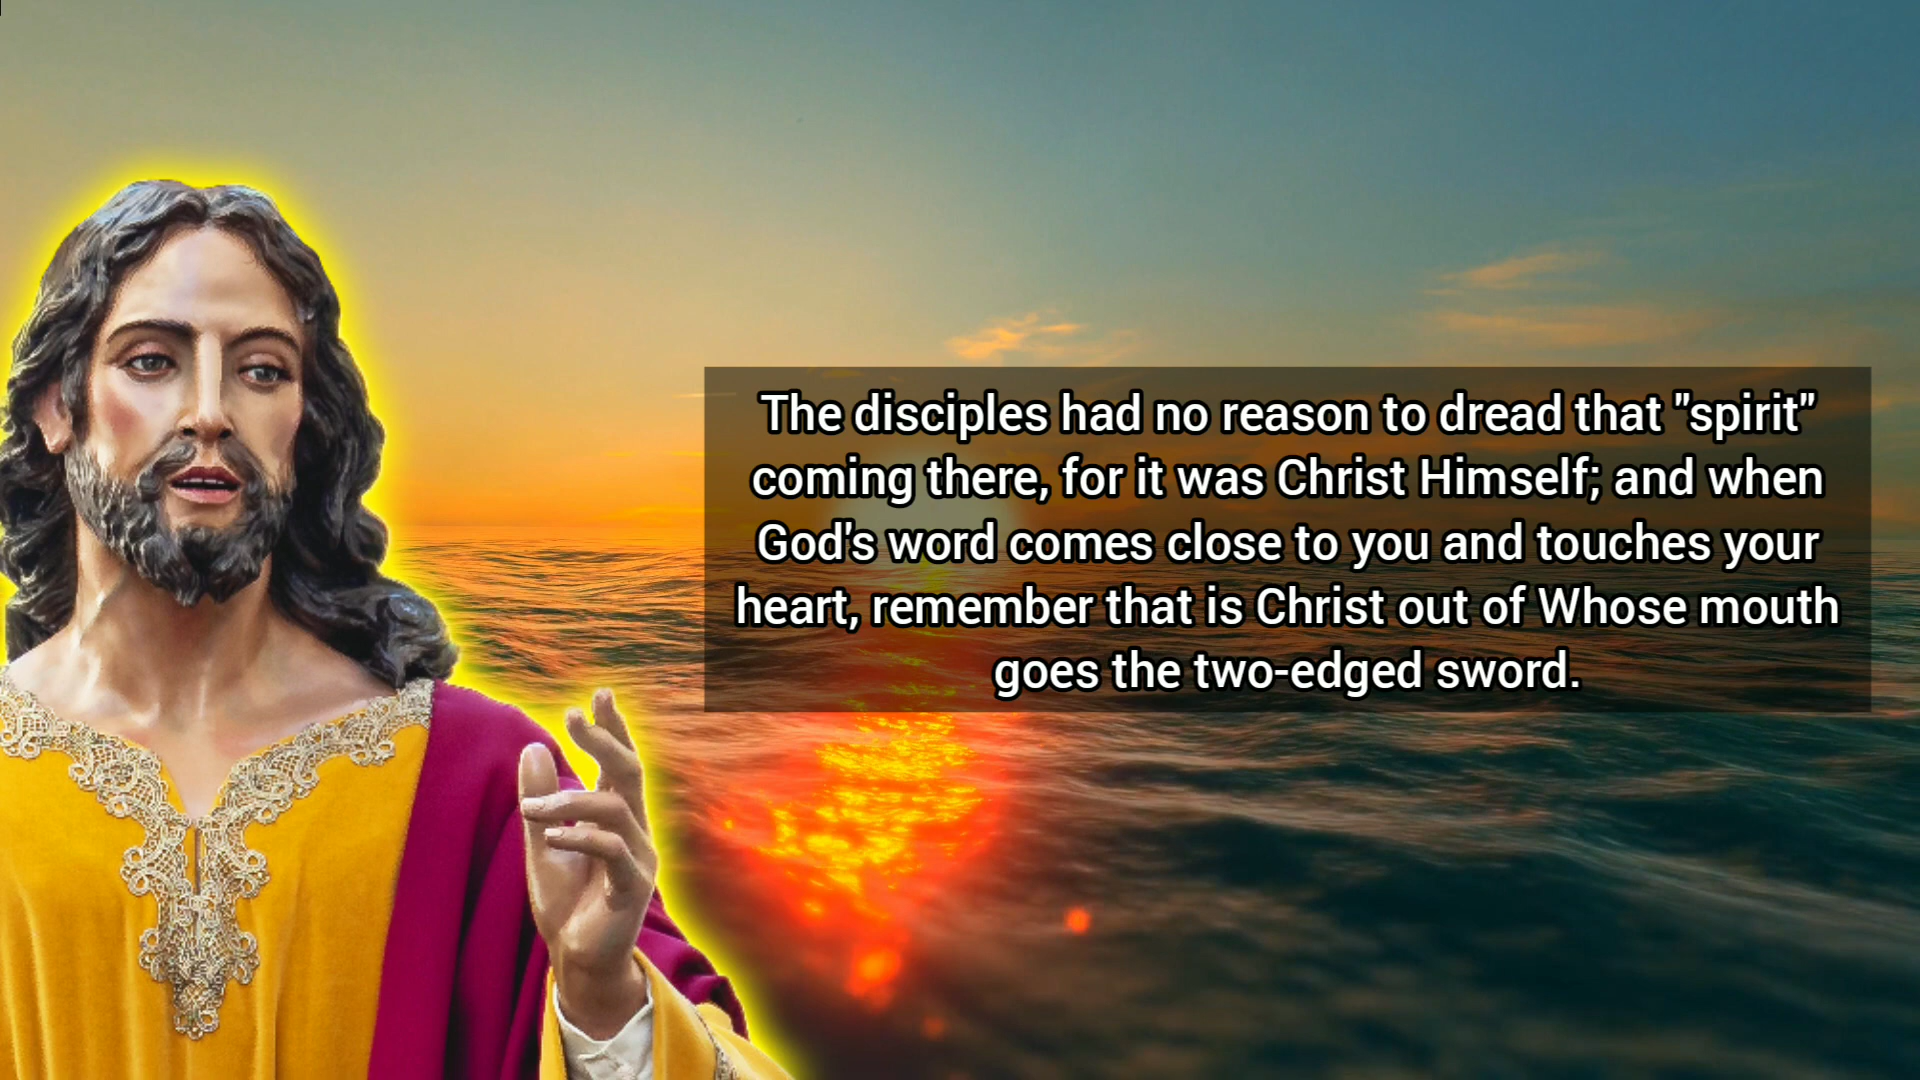 The disciples had no reason to dread that "spirit"
coming there, for it was Christ Himself; and when
God's word comes close to you and touches your
heart, remember that is Christ out of Whose mouth
goes the two-edged sword.